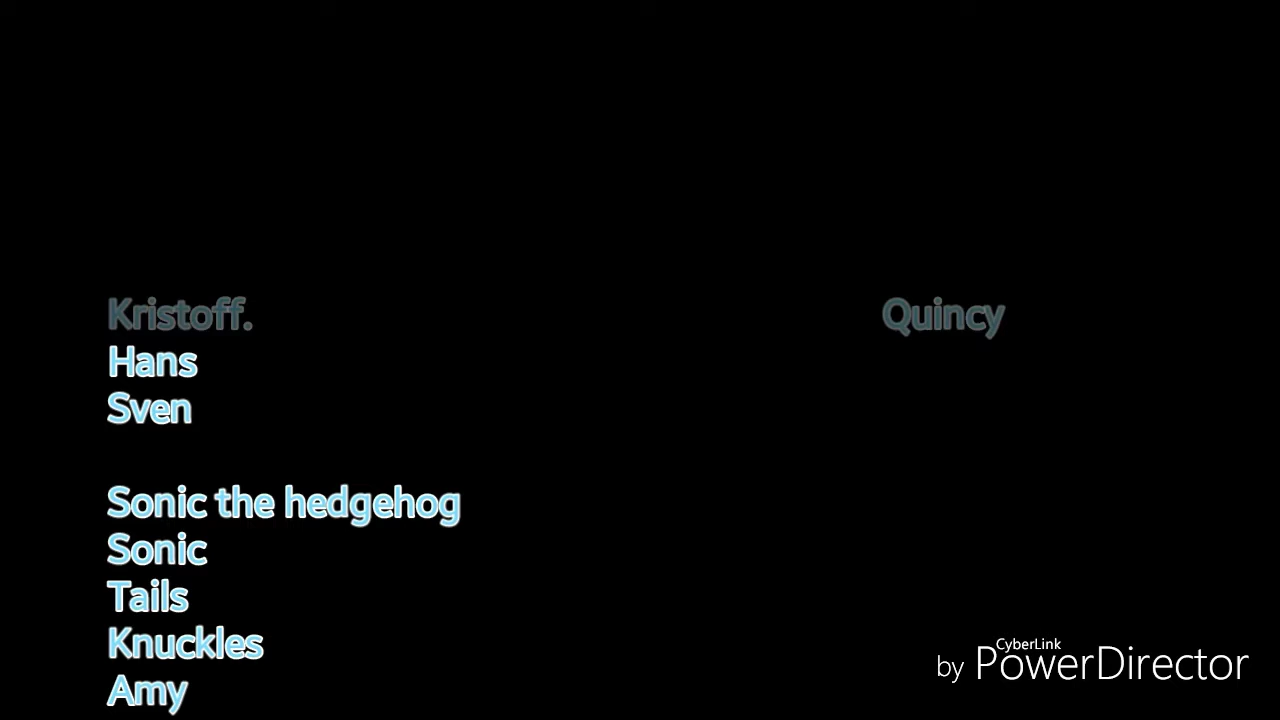 Kristoff. Quincy
Hans
Sven
Sonic the hedgehog
Sonic
Tails
Knuckles
Amy
CyberLink
by PowerDirector